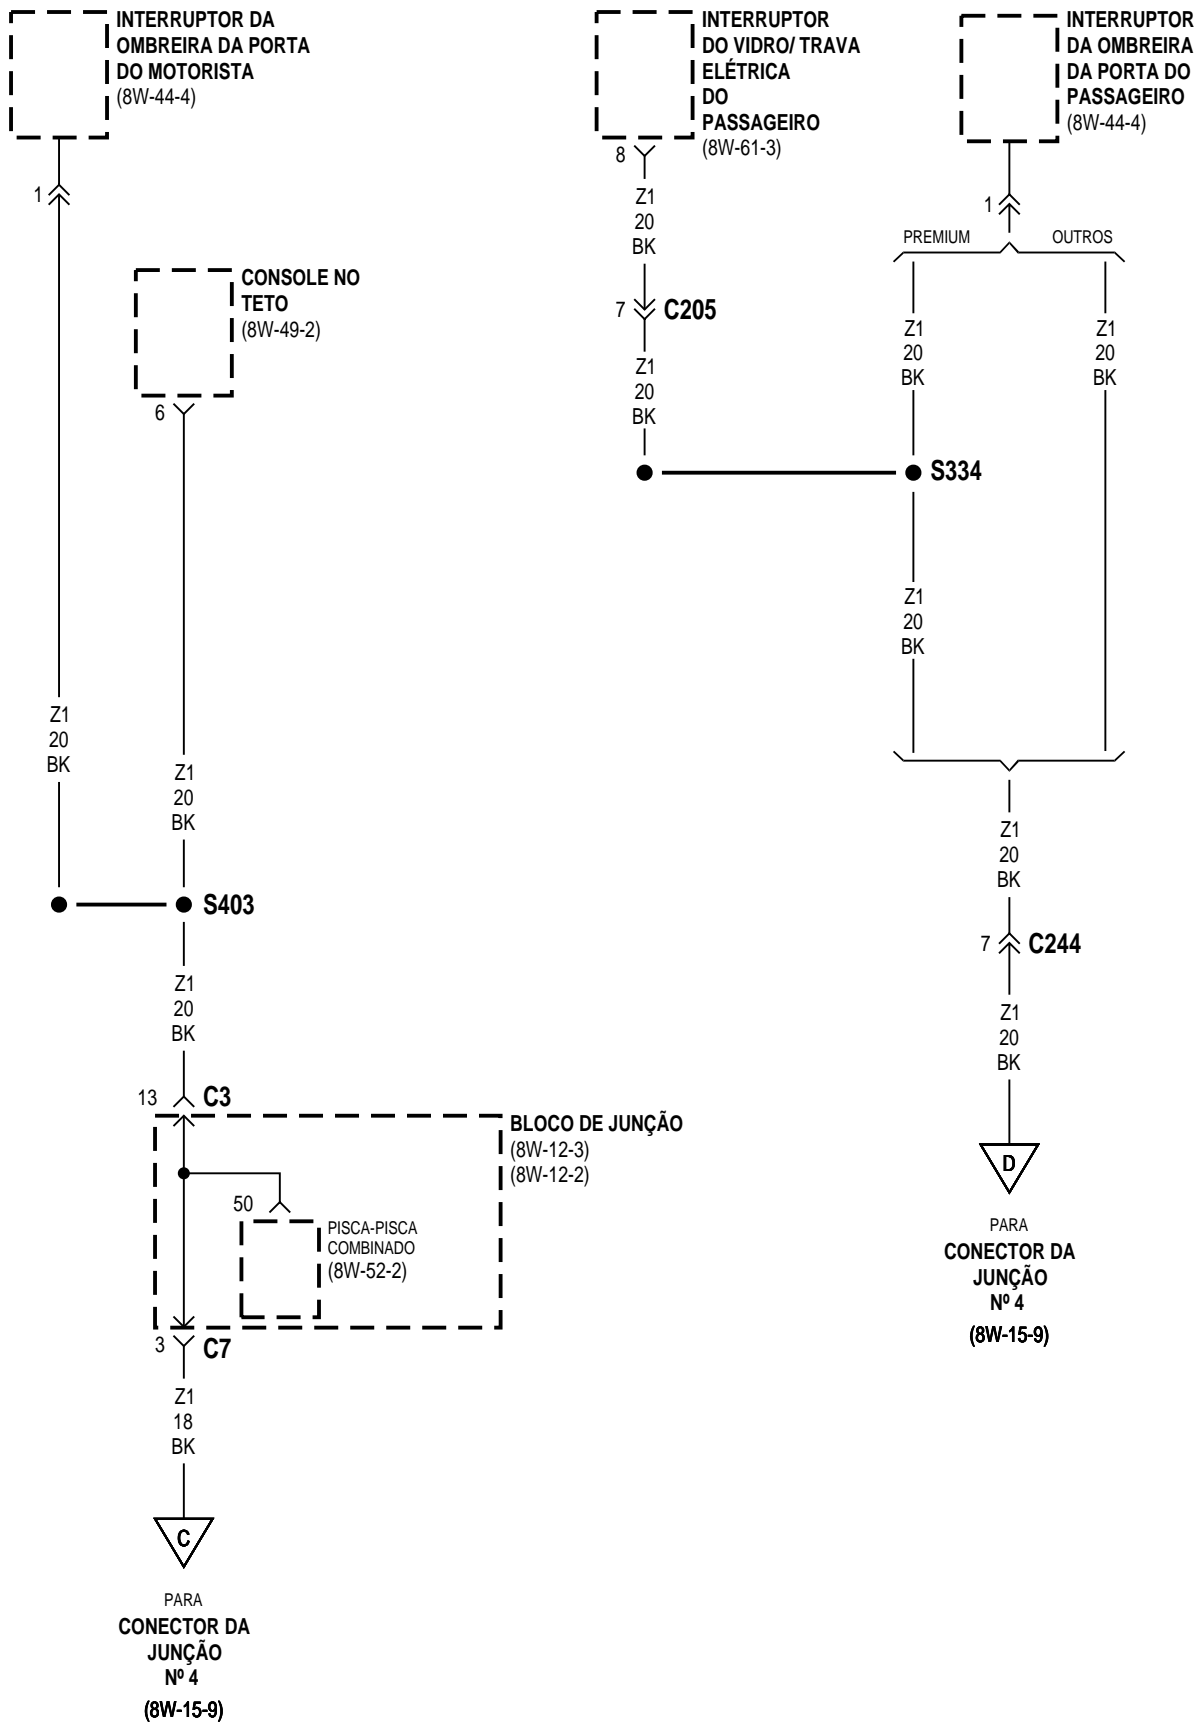 INTERRUPTOR DA
OMBREIRA DA PORTA
DO MOTORISTA
(8W-44-4)
1
CONSOLE NO
TETO
(8W-49-2)
6
Z1
20
BK
Z1
20
BK
S403
Z1
20
BK
13
C3
BLOCO DE JUNÇÃO
(8W-12-3)
(8W-12-2)
50
PISCA-PISCA
COMBINADO
(8W-52-2)
3
C7
Z1
18
BK
C
PARA
CONECTOR DA
JUNÇÃO
Nº 4
(8W-15-9)
INTERRUPTOR
DO VIDRO/ TRAVA
ELÉTRICA
DO
PASSAGEIRO
(8W-61-3)
8
Z1
20
BK
7
C205
Z1
20
BK
INTERRUPTOR
DA OMBREIRA
DA PORTA DO
PASSAGEIRO
(8W-44-4)
1
PREMIUM
OUTROS
Z1
20
BK
Z1
20
BK
S334
Z1
20
BK
Z1
20
BK
7
C244
Z1
20
BK
D
PARA
CONECTOR DA
JUNÇÃO
Nº 4
(8W-15-9)